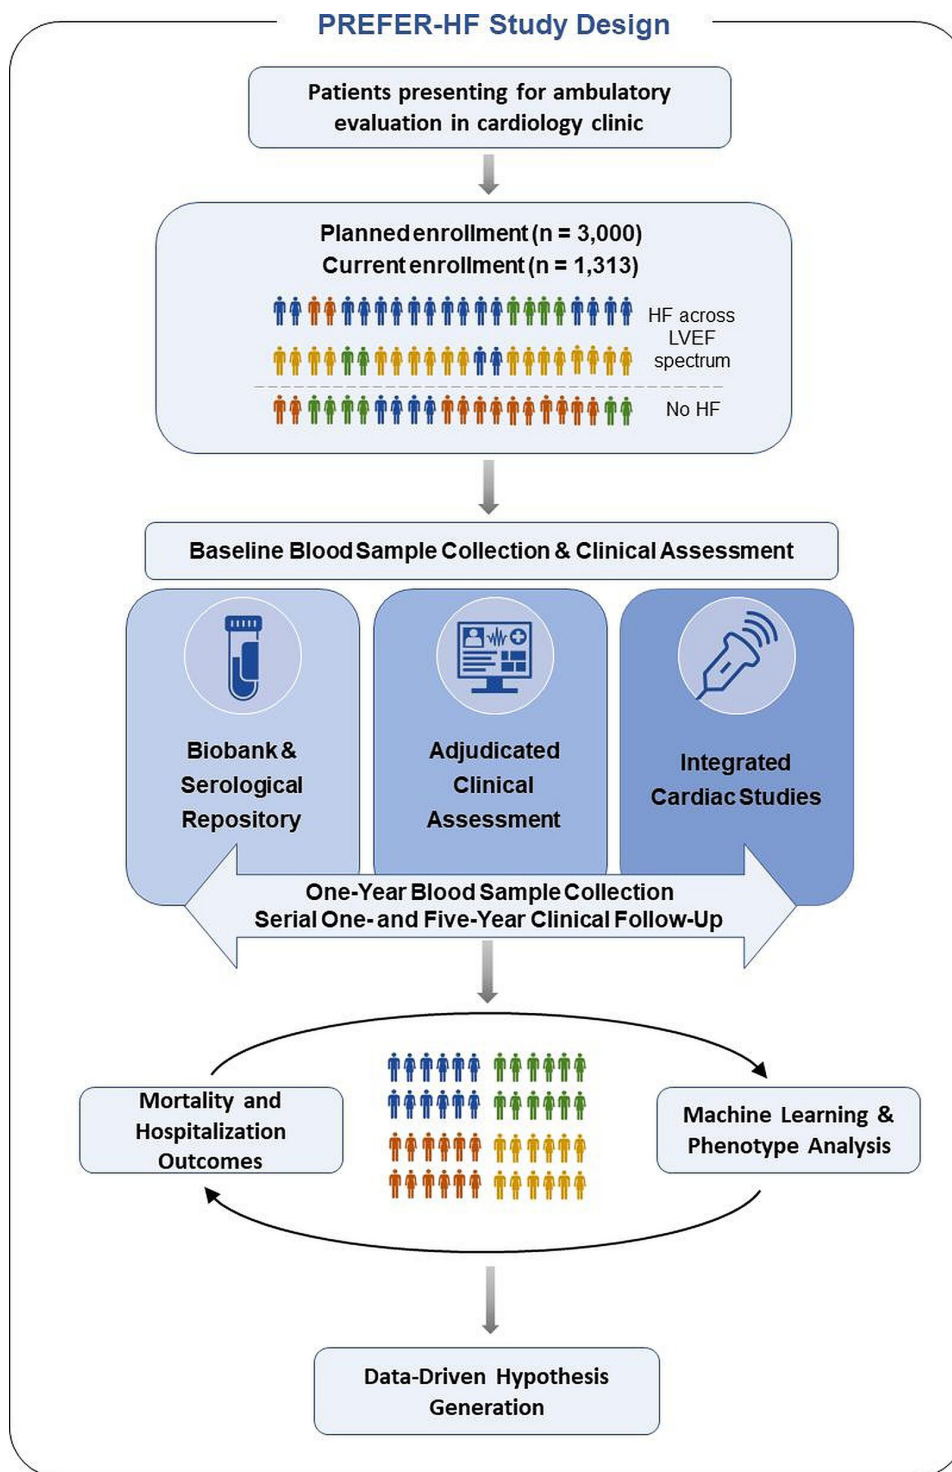 PREFER-HF Study Design
Patients presenting for ambulatory
evaluation in cardiology clinic
Planned enrollment (n = 3,000)
Current enrollment (n = 1,313)
HF across
LVEF
spectrum
No HF
Baseline Blood Sample Collection & Clinical Assessment
Biobank &
Serological
Repository
Adjudicated
Clinical
Assessment
Integrated
Cardiac Studies
One-Year Blood Sample Collection
Serial One- and Five-Year Clinical Follow-Up
Mortality and
Hospitalization
Outcomes
Machine Learning &
Phenotype Analysis
Data-Driven Hypothesis
Generation